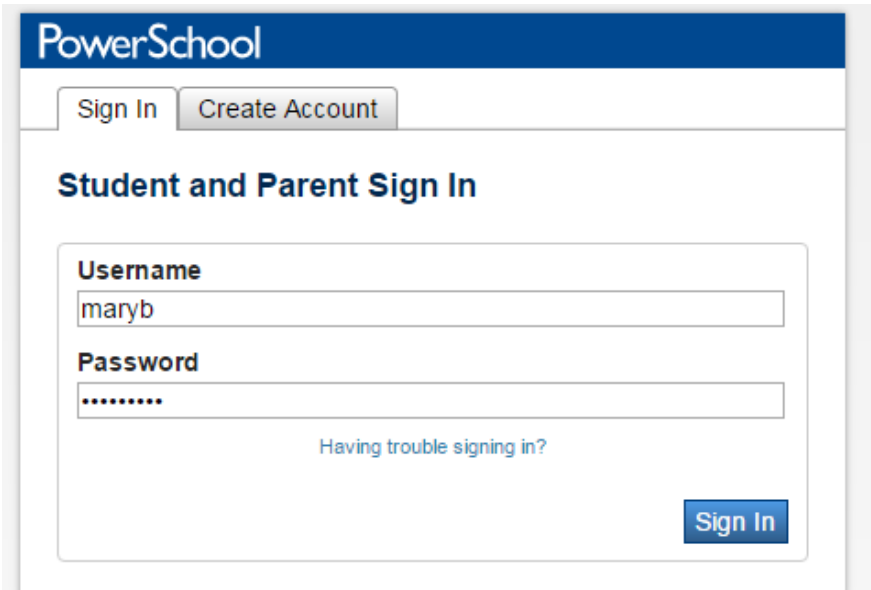 PowerSchool
Sign In Create Account
Student and Parent Sign In
Username
maryb
Password
•••••••••
Having trouble signing in?
Sign In